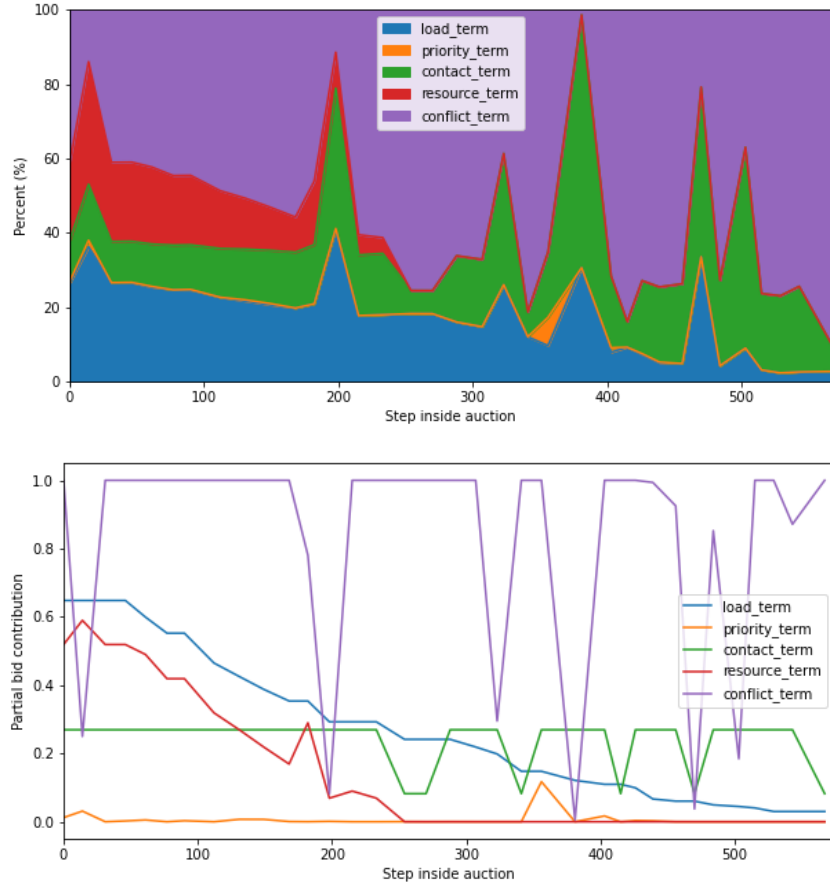 100
80
60
40
20
0
Percent (%)
load_term
priority_term
contact_term
resource_term
conflict_term
0 100 200 300 400 500
Step inside auction
1.0
0.8
0.6
0.4
0.2
0.0
Partial bid contribution
load_term
priority_term
contact_term
resource_term
conflict_term
0 100 200 300 400 500
Step inside auction